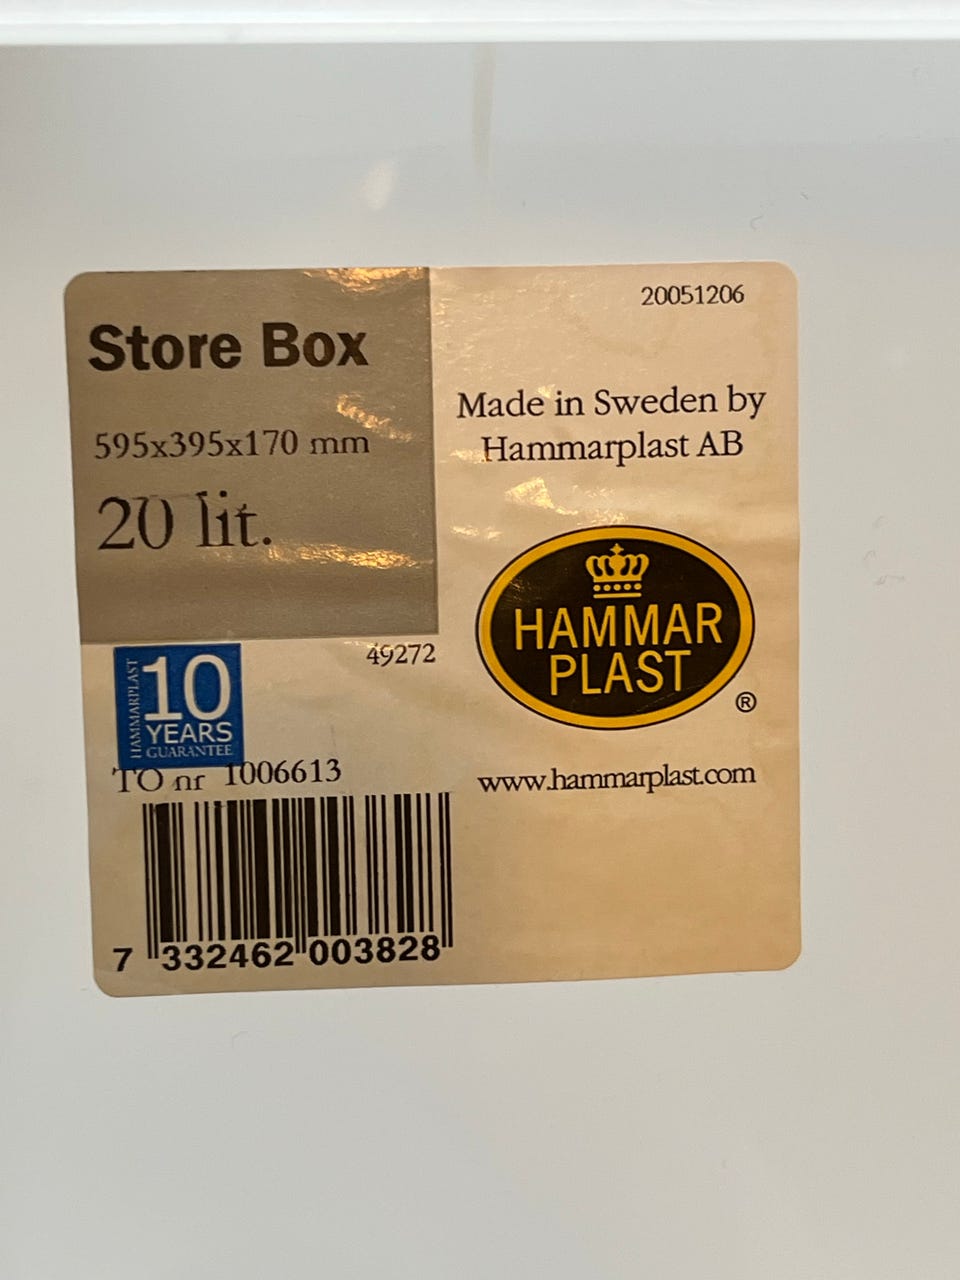 Store Box
595x395x170 mm
20 lit.
49272
HAMMARPLAST
10
YEARS
GUARANTEE
TO nr 1006613
7 332462 003828
20051206
Made in Sweden by
Hammarplast AB
HAMMAR
PLAST
®
www.hammarplast.com